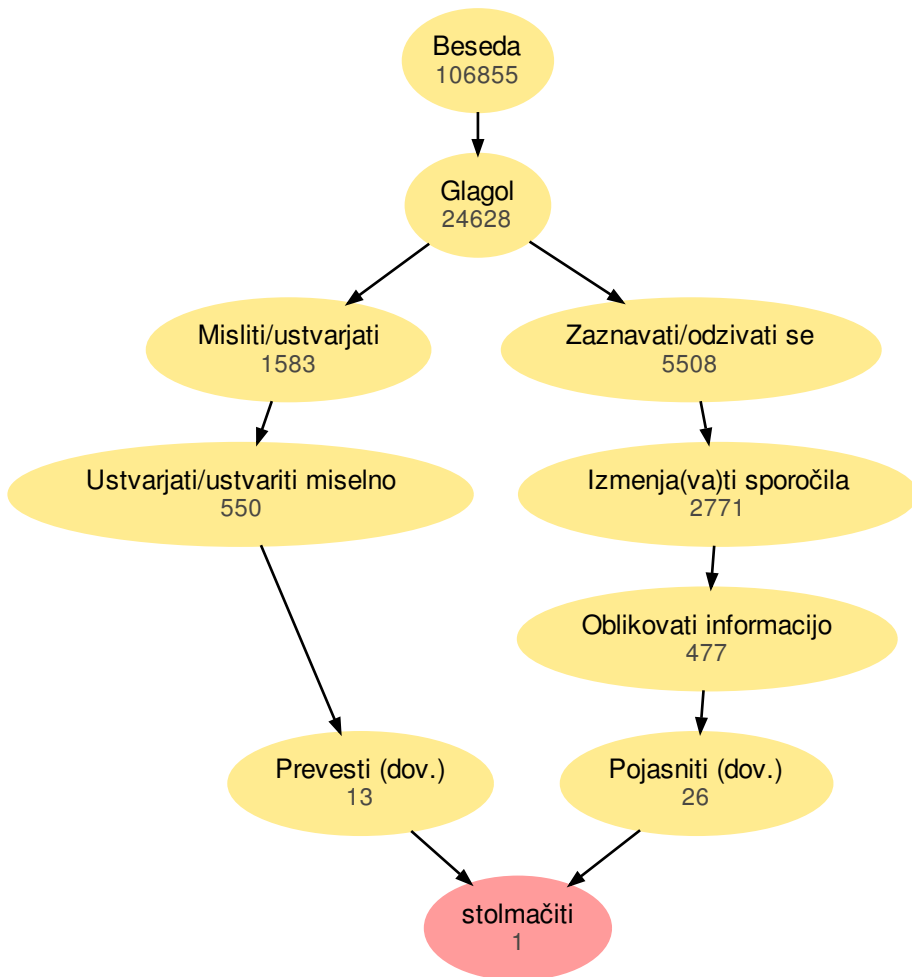 Beseda
106855
Glagol
24628
Misliti/ustvarjati
1583
Zaznavati/odzivati se
5508
Ustvarjati/ustvariti miselno
550
Izmenja(va)ti sporočila
2771
Oblikovati informacijo
477
Prevesti (dov.)
13
Pojasniti (dov.)
26
stolmačiti
1